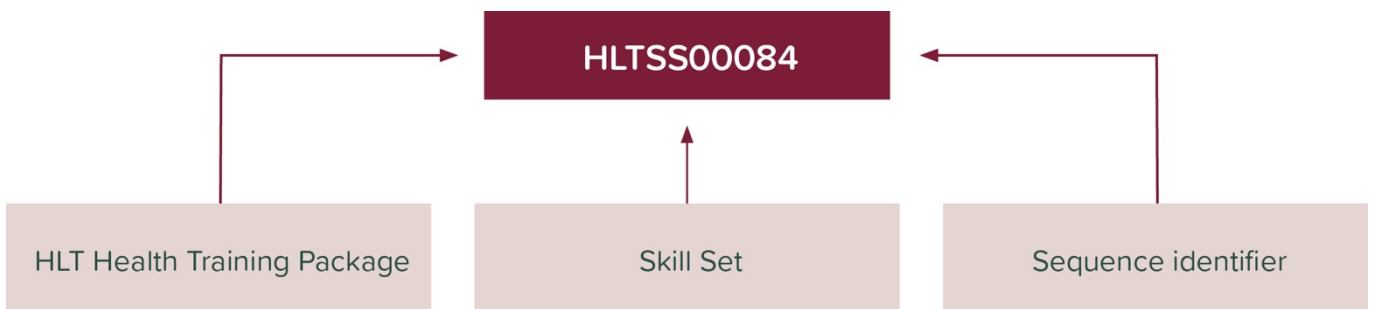 HLTSS00084
HLT Health Training Package
Skill Set
Sequence identifier